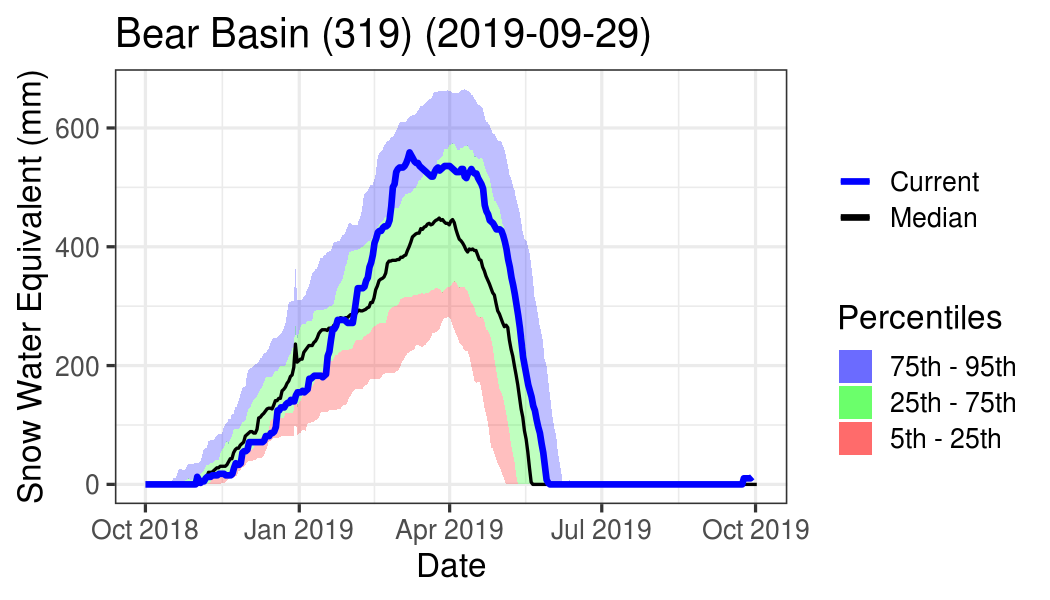 Bear Basin (319) (2019-09-29)
Snow Water Equivalent (mm)
600
400
200
0
Oct 2018 Jan 2019 Apr 2019 Jul 2019 Oct 2019
Date
Current
Median
Percentiles
75th - 95th
25th - 75th
5th - 25th